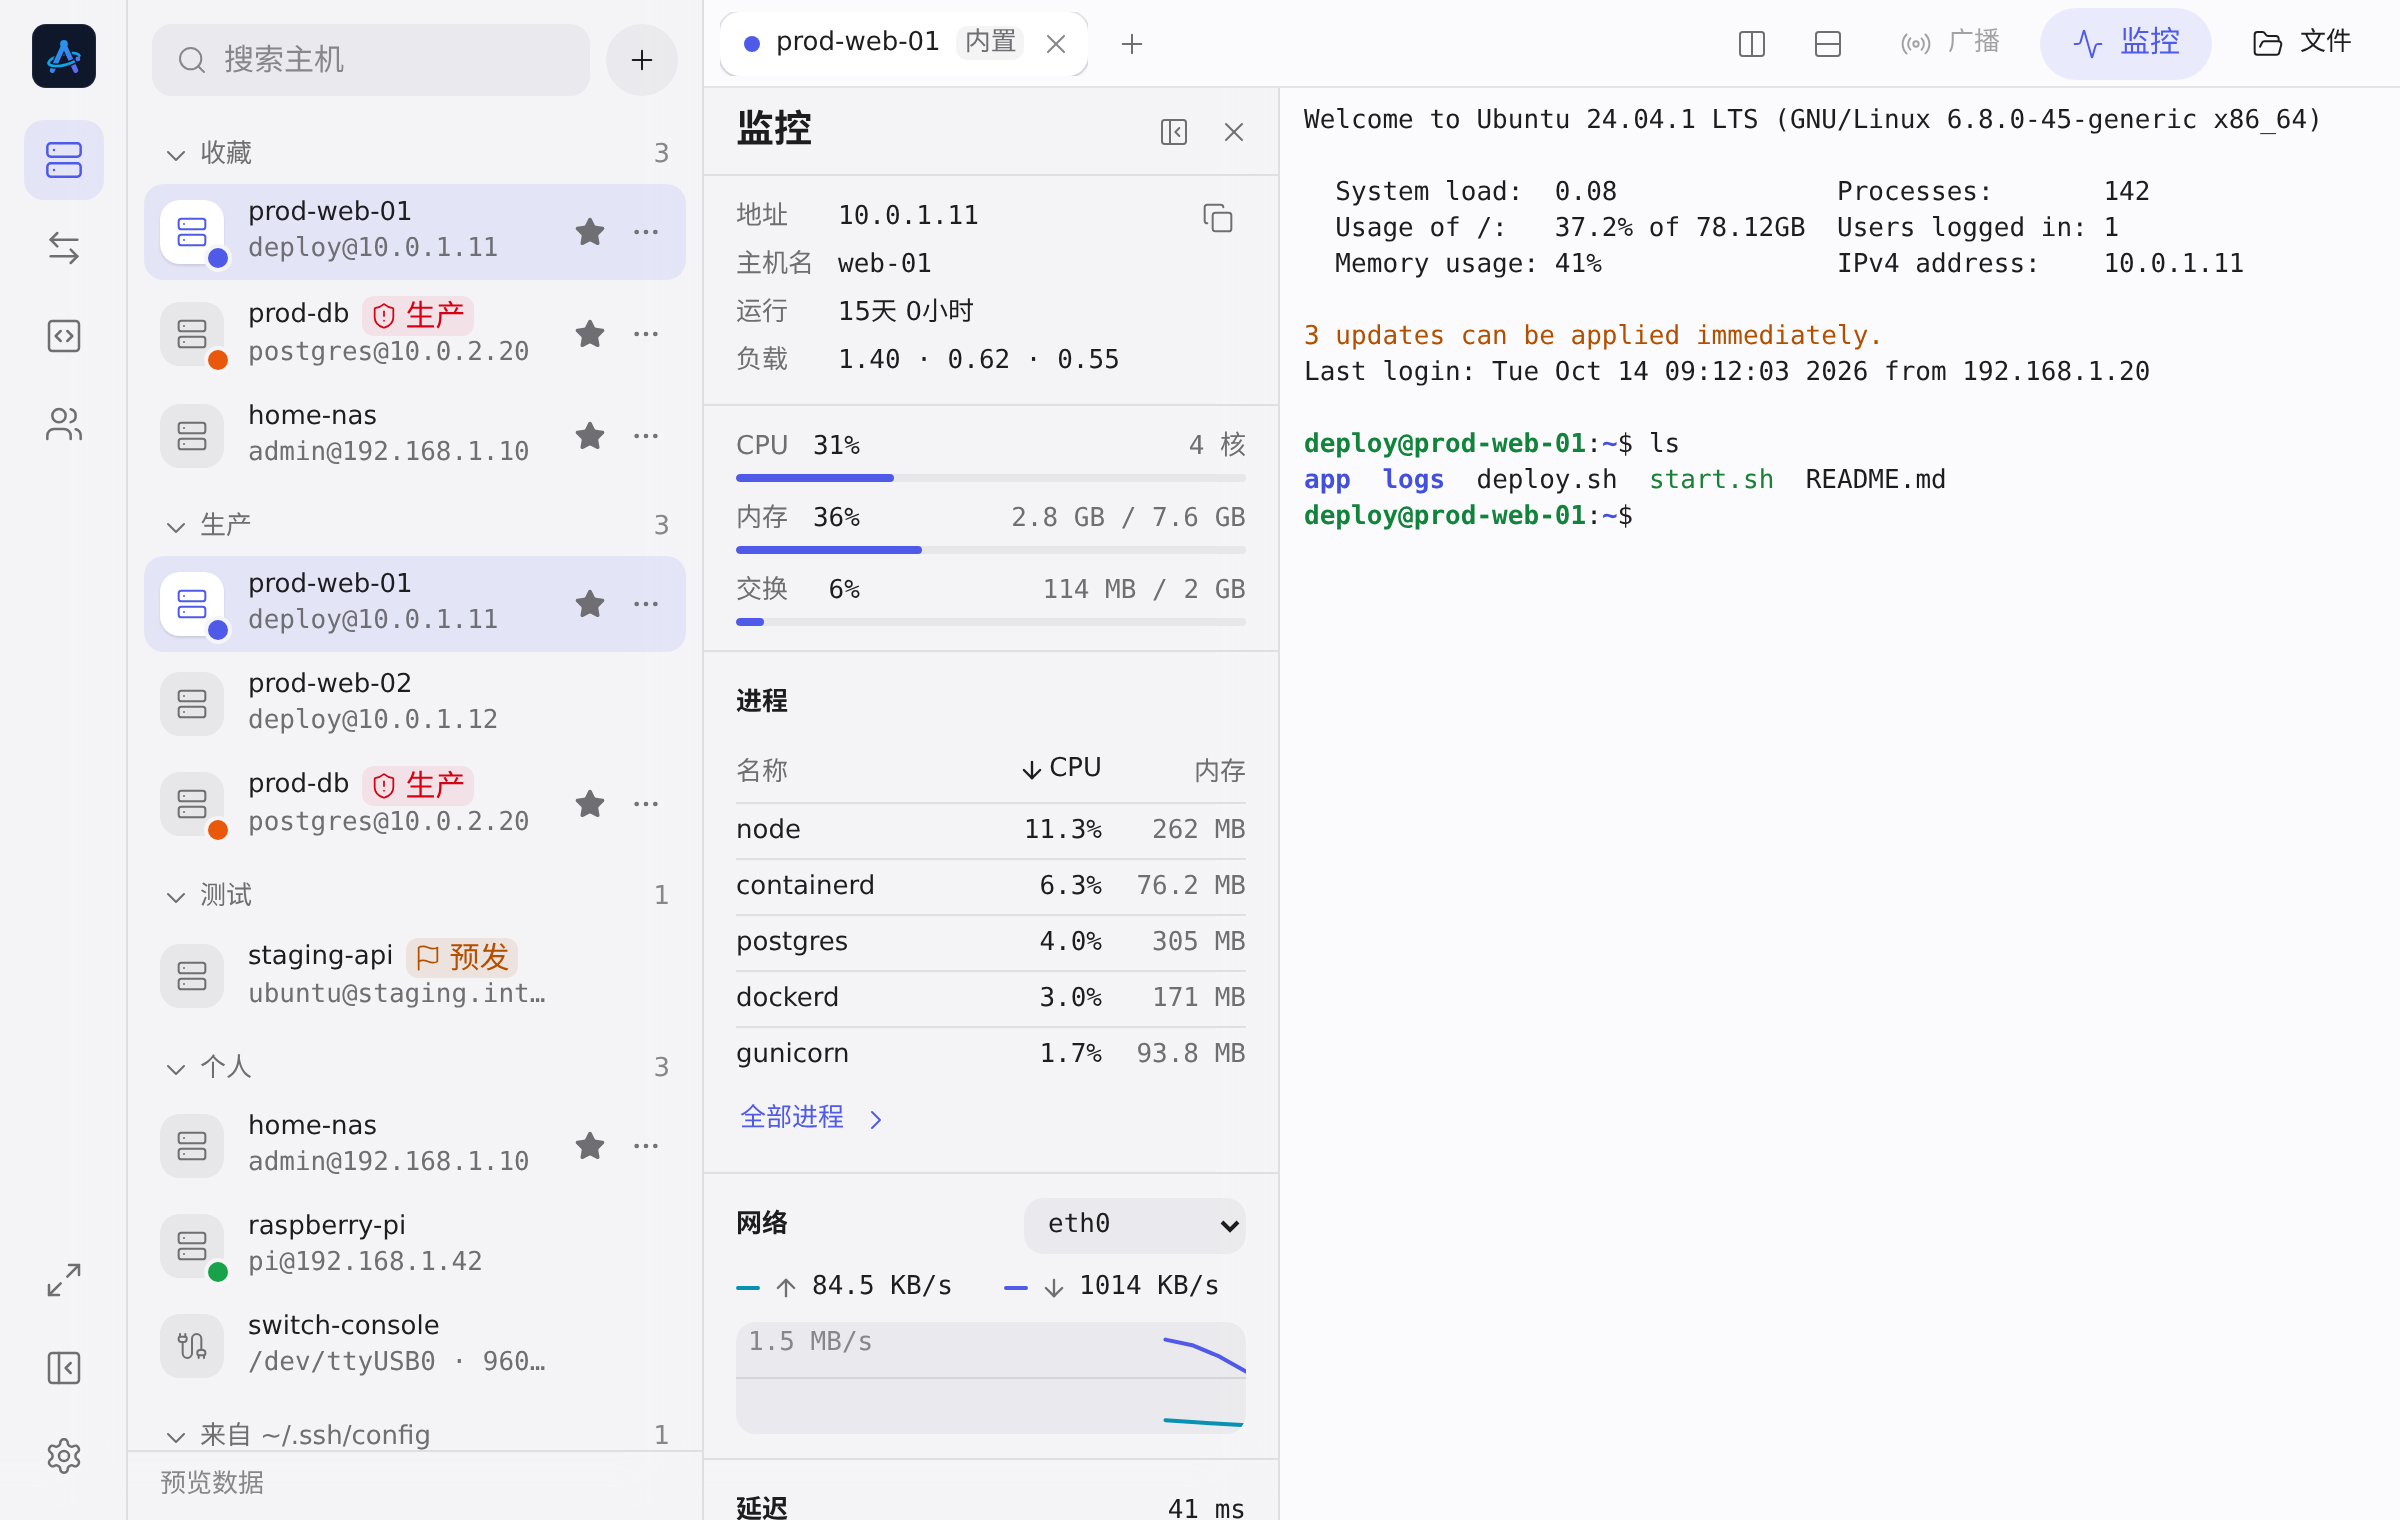 搜索主机
收藏 3
prod-web-01
deploy@10.0.1.11
prod-db 生产
postgres@10.0.2.20
home-nas
admin@192.168.1.10
生产 3
prod-web-01
deploy@10.0.1.11
prod-web-02
deploy@10.0.1.12
prod-db 生产
postgres@10.0.2.20
测试 1
staging-api 预发
ubuntu@staging.int…
个人 3
home-nas
admin@192.168.1.10
raspberry-pi
pi@192.168.1.42
switch-console
/dev/ttyUSB0 · 960…
来自 ~/.ssh/config 1
预览数据
prod-web-01 内置
广播 监控 文件
监控
地址 10.0.1.11
主机名 web-01
运行 15天 0小时
负载 1.40 · 0.62 · 0.55
CPU 31% 4 核
内存 36% 2.8 GB / 7.6 GB
交换 6% 114 MB / 2 GB
进程
名称 CPU 内存
node 11.3% 262 MB
containerd 6.3% 76.2 MB
postgres 4.0% 305 MB
dockerd 3.0% 171 MB
gunicorn 1.7% 93.8 MB
全部进程
网络 eth0
84.5 KB/s 1014 KB/s
1.5 MB/s
延迟 41 ms
Welcome to Ubuntu 24.04.1 LTS (GNU/Linux 6.8.0-45-generic x86_64)
System load: 0.08 Processes: 142
Usage of /: 37.2% of 78.12GB Users logged in: 1
Memory usage: 41% IPv4 address: 10.0.1.11
3 updates can be applied immediately.
Last login: Tue Oct 14 09:12:03 2026 from 192.168.1.20
deploy@prod-web-01:~$ ls
app logs deploy.sh start.sh README.md
deploy@prod-web-01:~$